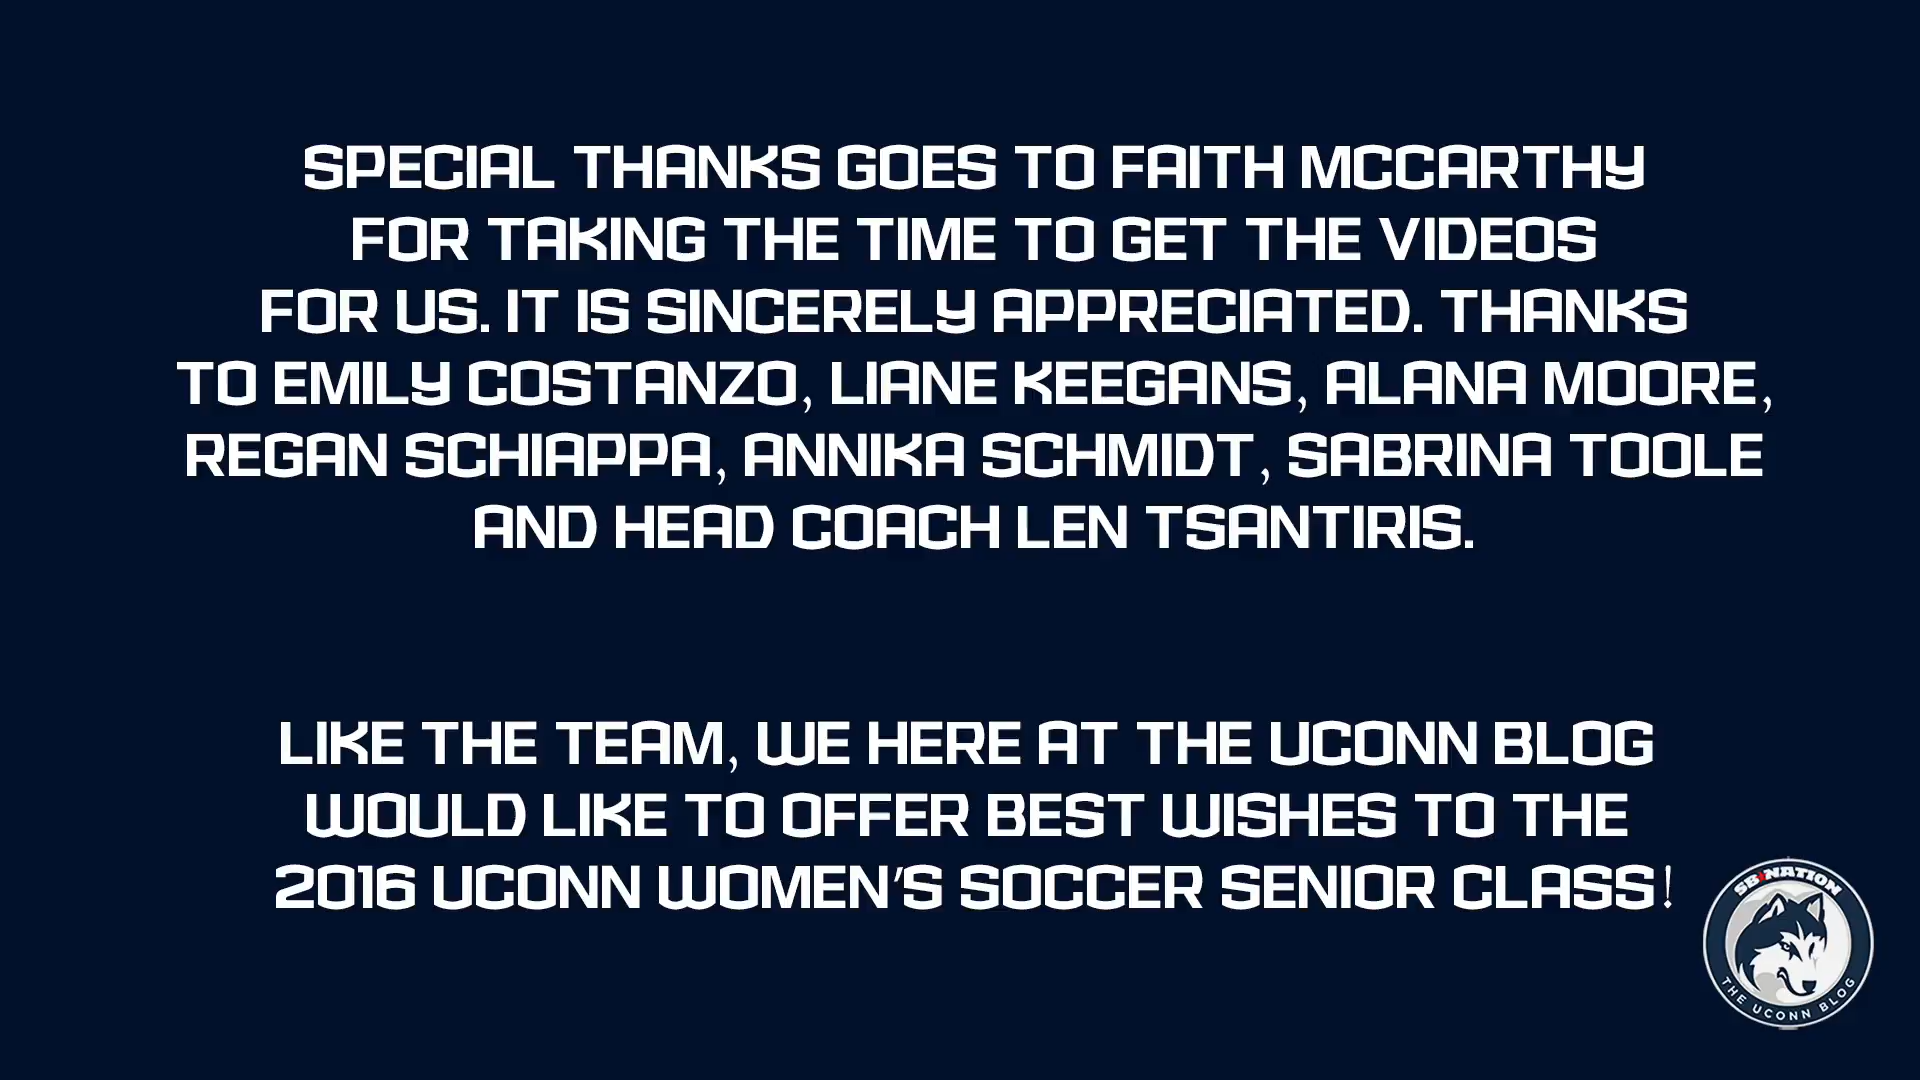 SPECIAL THANKS GOES TO FAITH MCCARTHY
FOR TAKING THE TIME TO GET THE VIDEOS
FOR US. IT IS SINCERELY APPRECIATED. THANKS
TO EMILY COSTANZO, LIANE KEEGANS, ALANA MOORE,
REGAN SCHIAPPA, ANNIKA SCHMIDT, SABRINA TOOLE
AND HEAD COACH LEN TSANTIRIS.
LIKE THE TEAM, WE HERE AT THE UCONN BLOG
WOULD LIKE TO OFFER BEST WISHES TO THE
2016 UCONN WOMEN'S SOCCER SENIOR CLASS!
SB NATION
THE UCONN BLOG